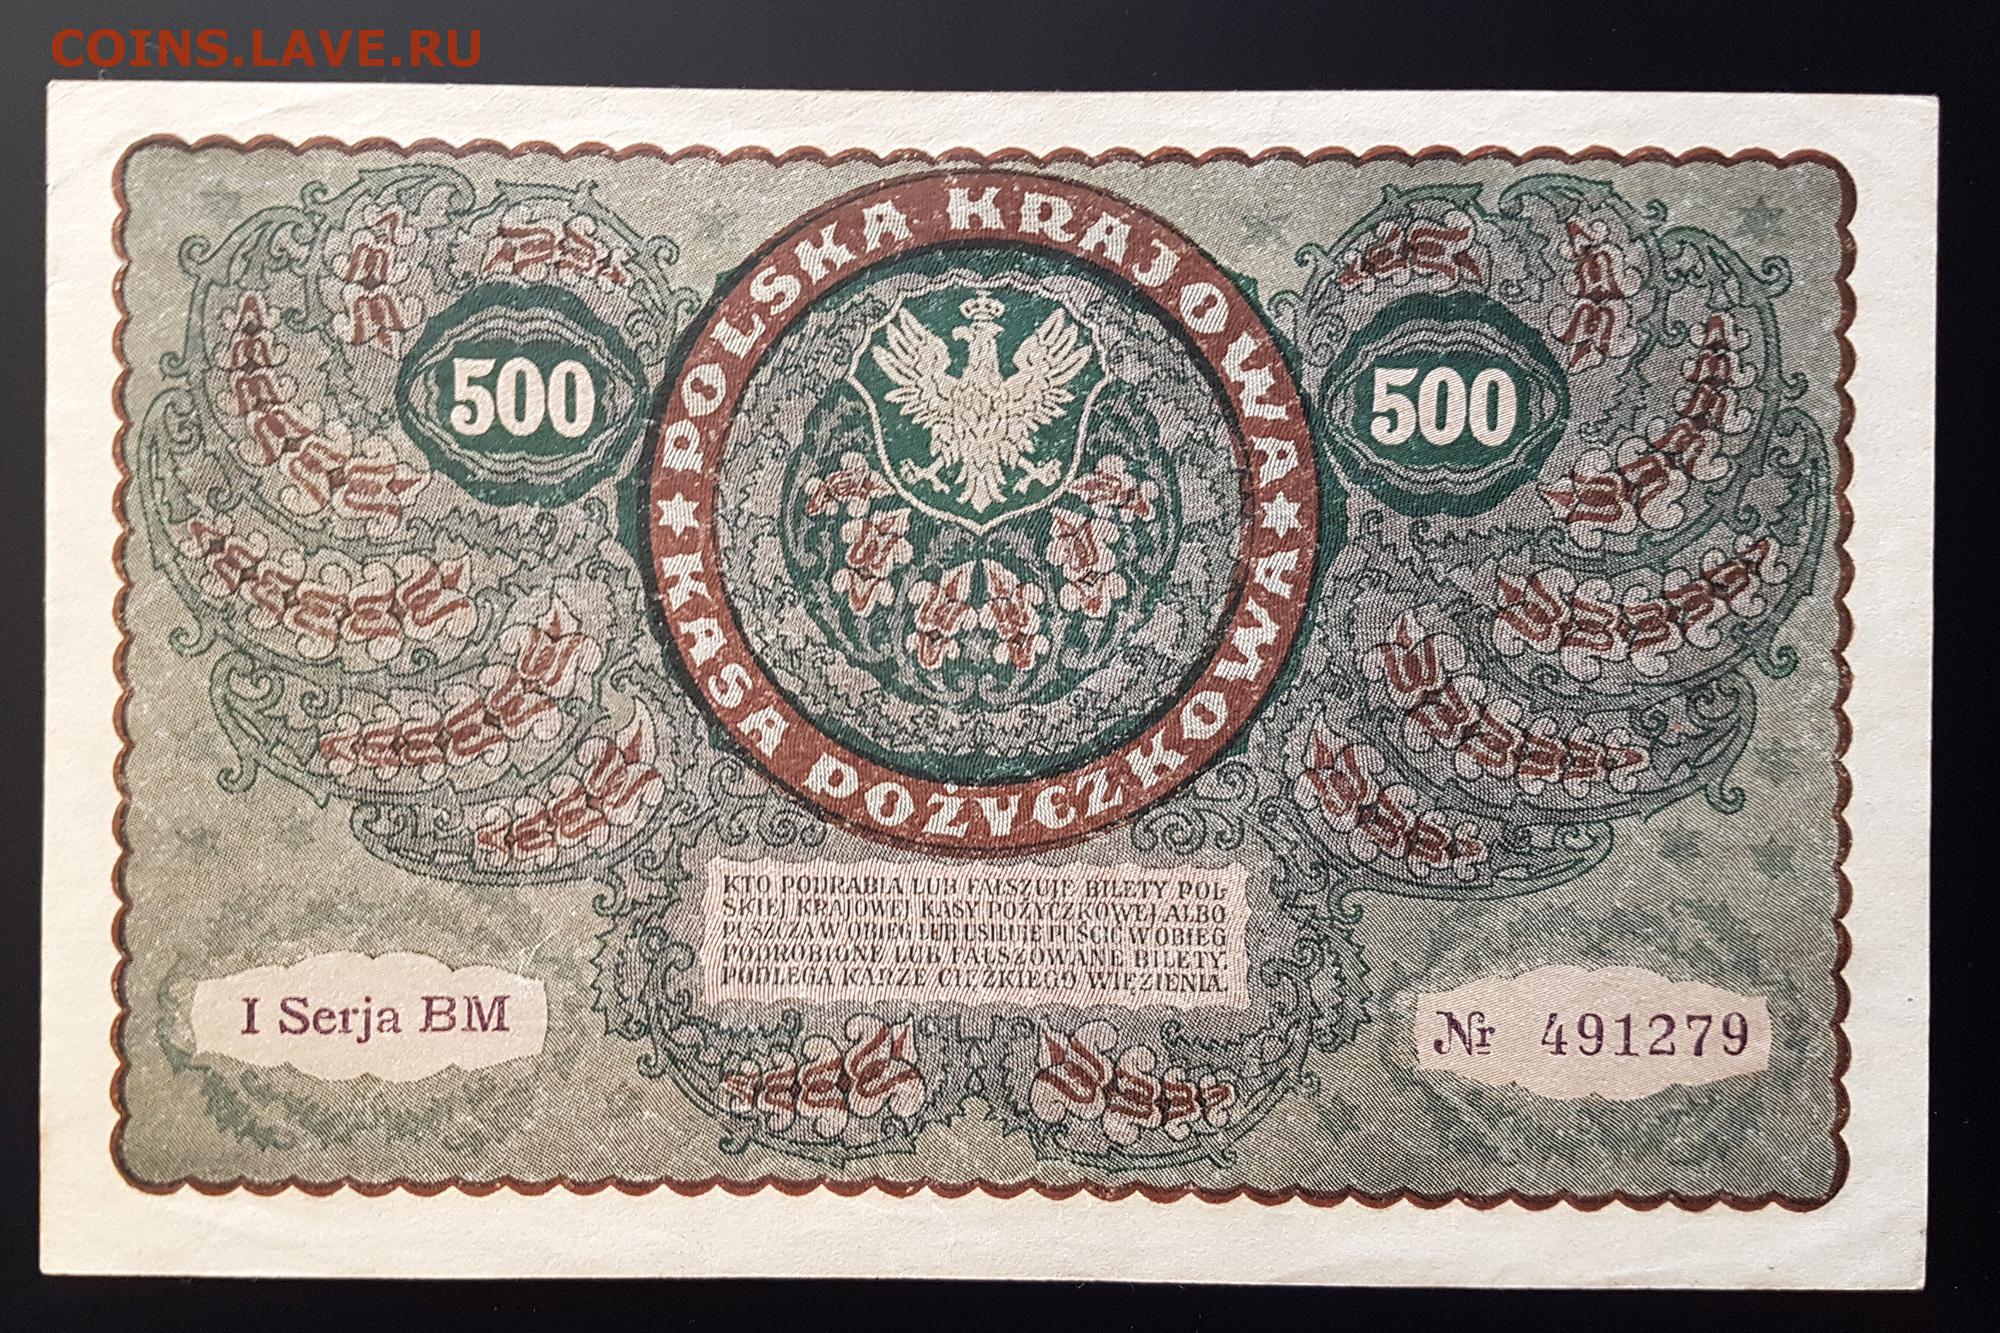 COINS.LAVE.RU
POLSKA KRAJOWA
KASA POŻYCZKOWA
500
500
KTO PODRABIA LUB FAŁSZUJE BILETY POL-
SKIEJ KRAJOWEJ KASY POŻYCZKOWEJ ALBO
PUSZCZA W OBIEG LUB USIŁUJE PUŚCIĆ W OBIEG
PODROBIONE LUB FAŁSZOWANE BILETY,
PODLEGA KARZE CIĘŻKIEGO WIĘZIENIA.
I Serja BM
Nr 491279